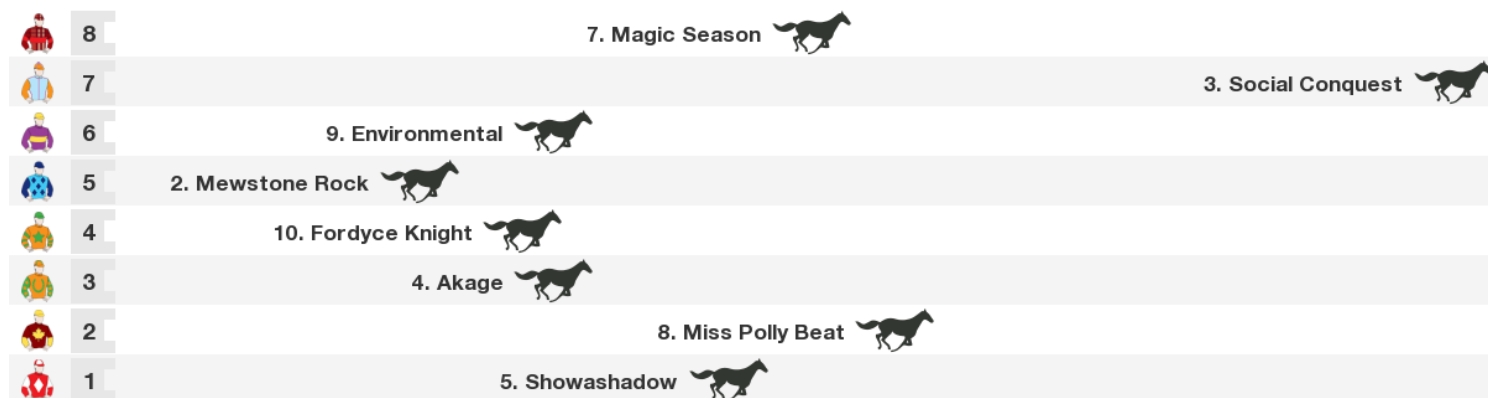 8 7. Magic Season
7 3. Social Conquest
6 9. Environmental
5 2. Mewstone Rock
4 10. Fordyce Knight
3 4. Akage
2 8. Miss Polly Beat
1 5. Showashadow